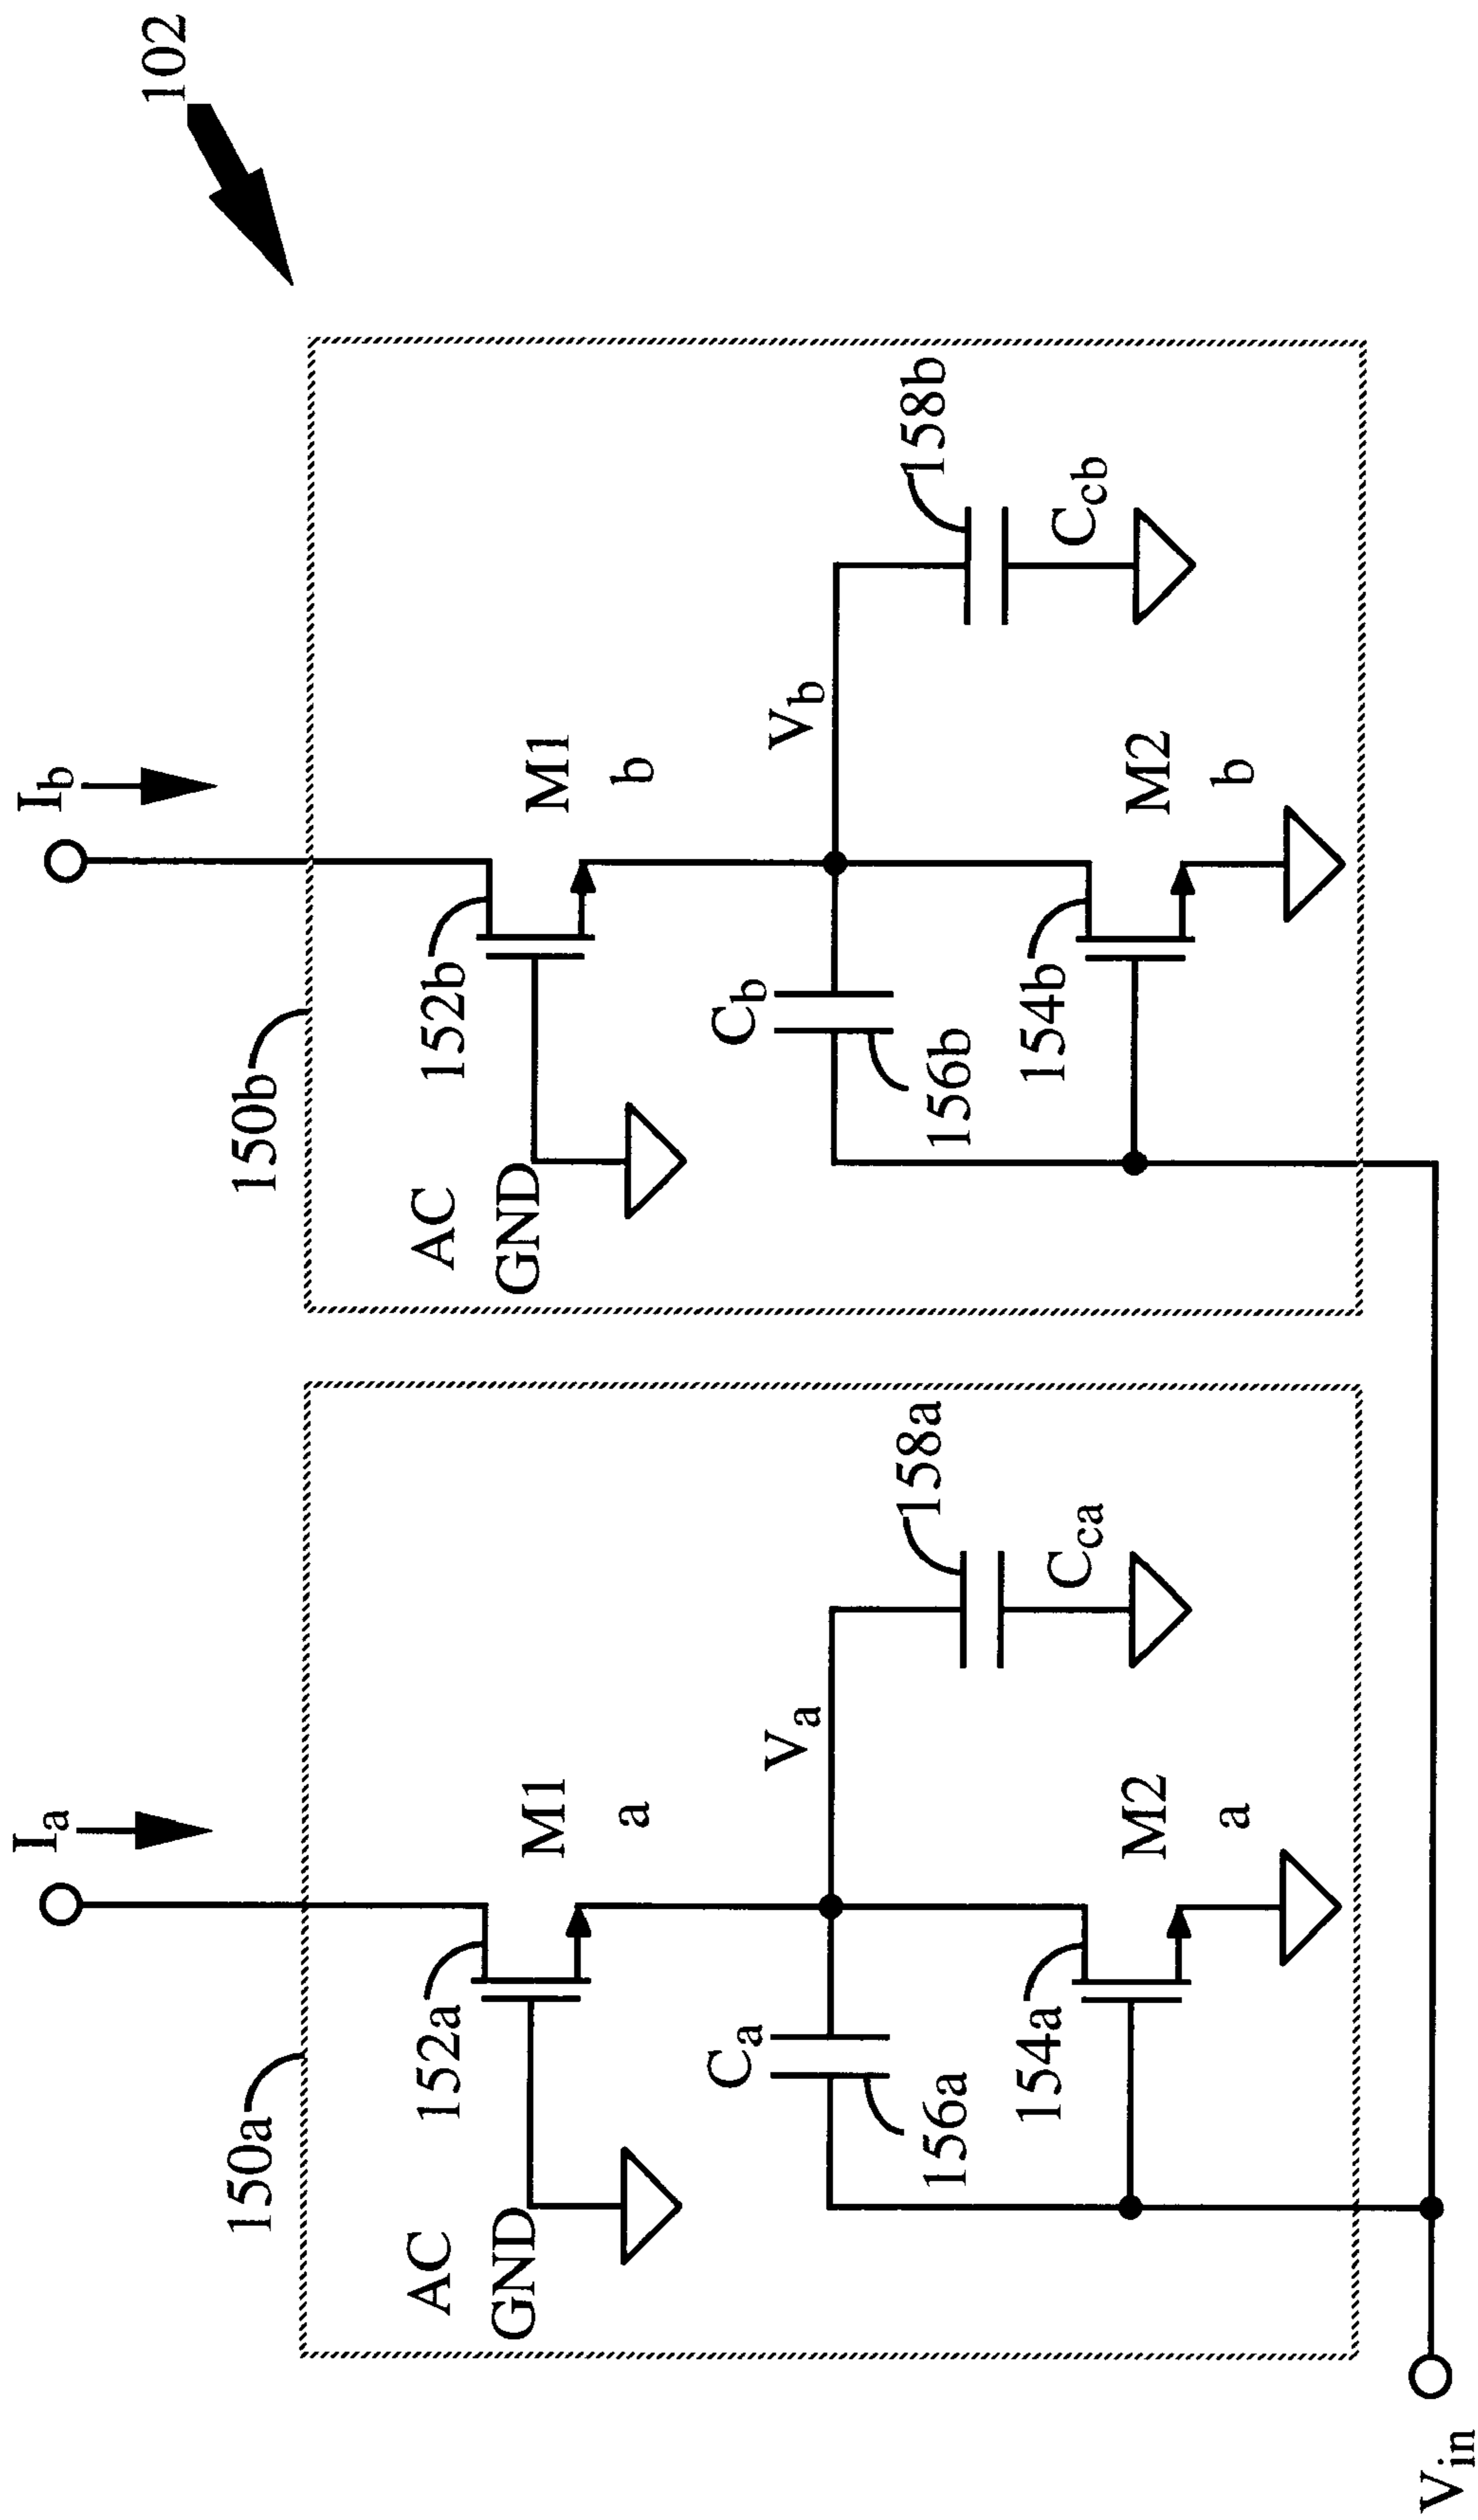 102
I_a
I_b
150a
150b
AC
GND
152a
M1
a
AC
GND
152b
M1
b
C_a
V_a
C_b
V_b
156a
158a
156b
158b
154a
M2
a
C_ca
154b
M2
b
C_cb
V_in